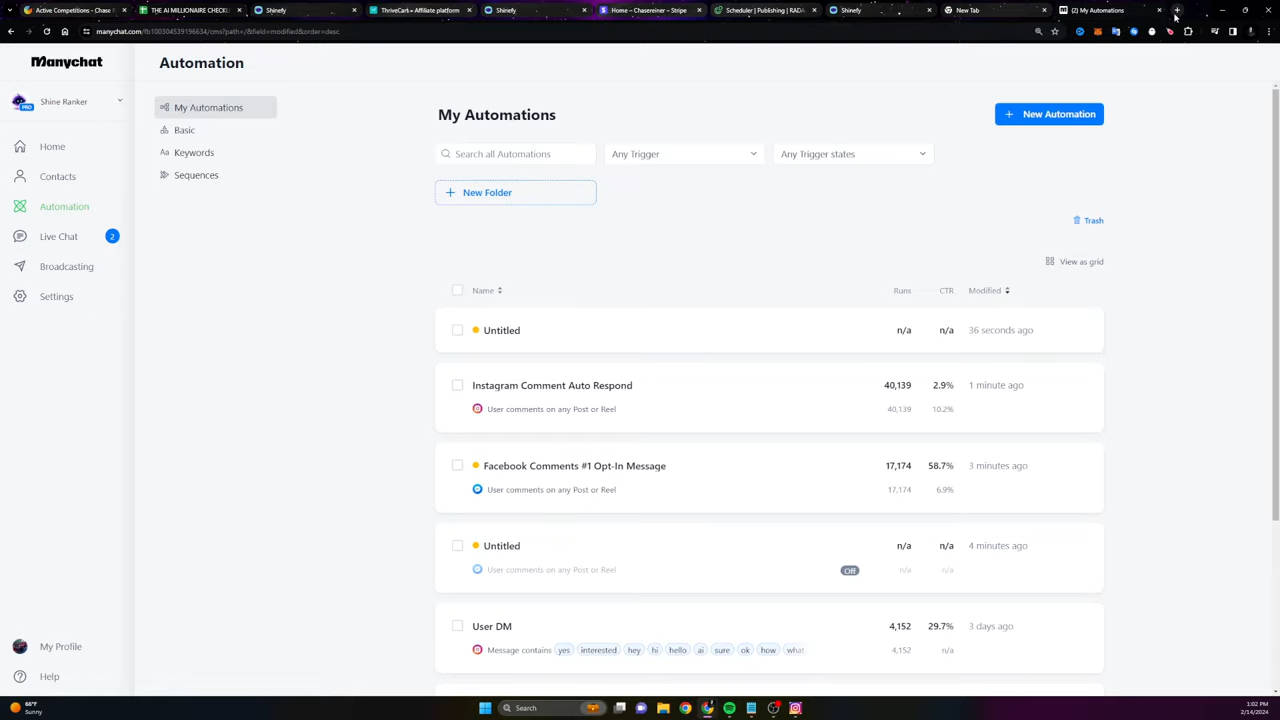 Active Competitions - Chase
THE AI MILLIONAIRE CHECKL
Shinefy
ThriveCart » Affiliate platform
Shinefy
Home – Chasereiner – Stripe
Scheduler | Publishing | RADA
Shinefy
New Tab
(2) My Automations
manychat.com/fb100304539196634/cms?path=/&field=modified&order=desc
Manychat
Automation
Shine Ranker
PRO
My Automations
Basic
Keywords
Sequences
Home
Contacts
Automation
Live Chat
2
Broadcasting
Settings
My Automations
+ New Automation
Search all Automations
Any Trigger
Any Trigger states
+ New Folder
Trash
View as grid
Name Runs CTR Modified
Untitled n/a n/a 36 seconds ago
Instagram Comment Auto Respond 40,139 2.9% 1 minute ago
User comments on any Post or Reel 40,139 10.2%
Facebook Comments #1 Opt-In Message 17,174 58.7% 3 minutes ago
User comments on any Post or Reel 17,174 6.9%
Untitled n/a n/a 4 minutes ago
User comments on any Post or Reel Off n/a n/a
User DM 4,152 29.7% 3 days ago
Message contains yes interested hey hi hello ai sure ok how what 4,152 n/a
My Profile
Help
66°F
Sunny
Search
1:02 PM
2/14/2024